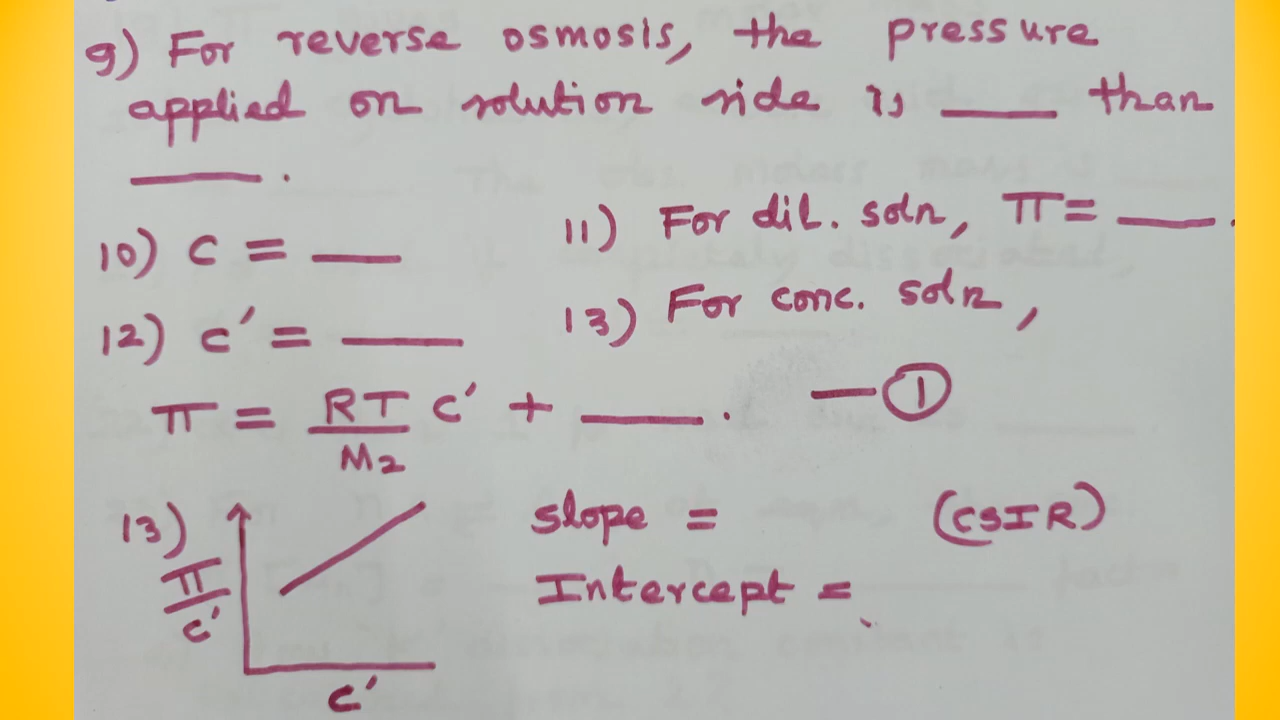 9) For reverse osmosis, the pressure
applied on solution side is ____ than
____.
10) C = ____
11) For dil. soln, π = ____.
12) c' = ____
13) For conc. soln,
π = RT/M2 c' + ____. —①
13) π/c'
c'
slope = (CSIR)
Intercept =